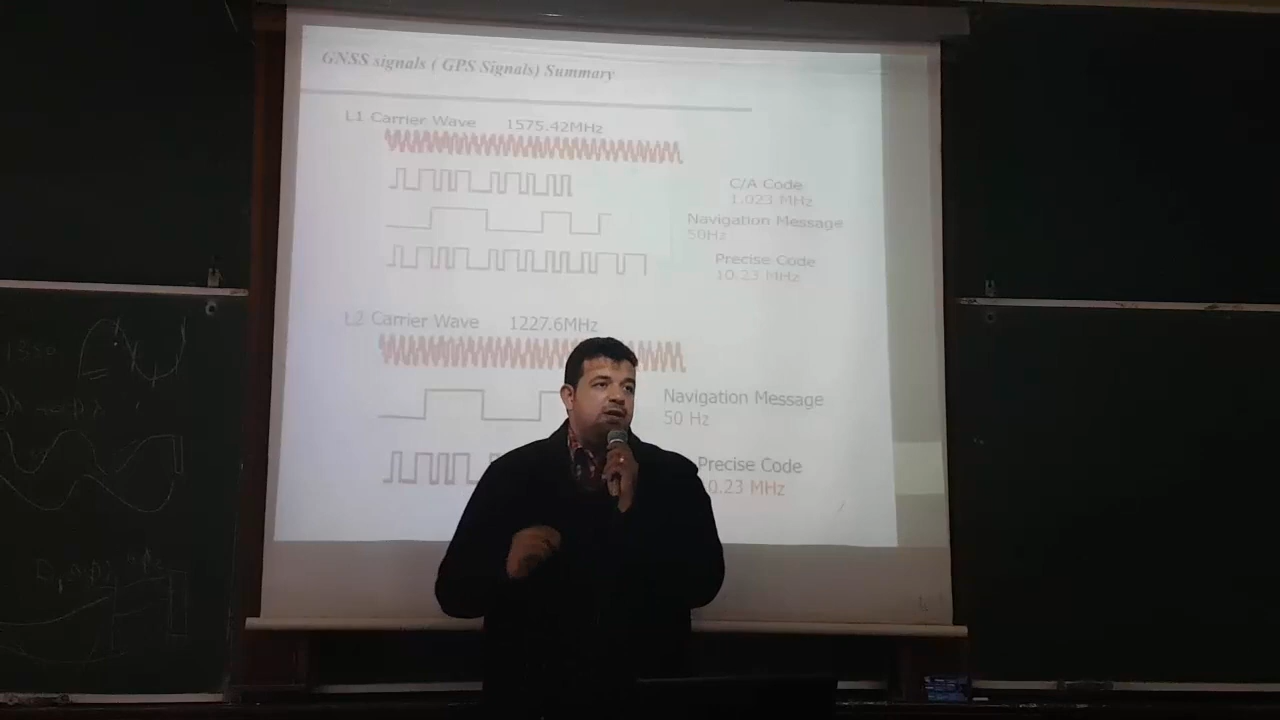 GNSS signals ( GPS Signals) Summary
L1 Carrier Wave 1575.42MHz
C/A Code
1.023 MHz
Navigation Message
50Hz
Precise Code
10.23 MHz
L2 Carrier Wave 1227.6MHz
Navigation Message
50 Hz
Precise Code
0.23 MHz